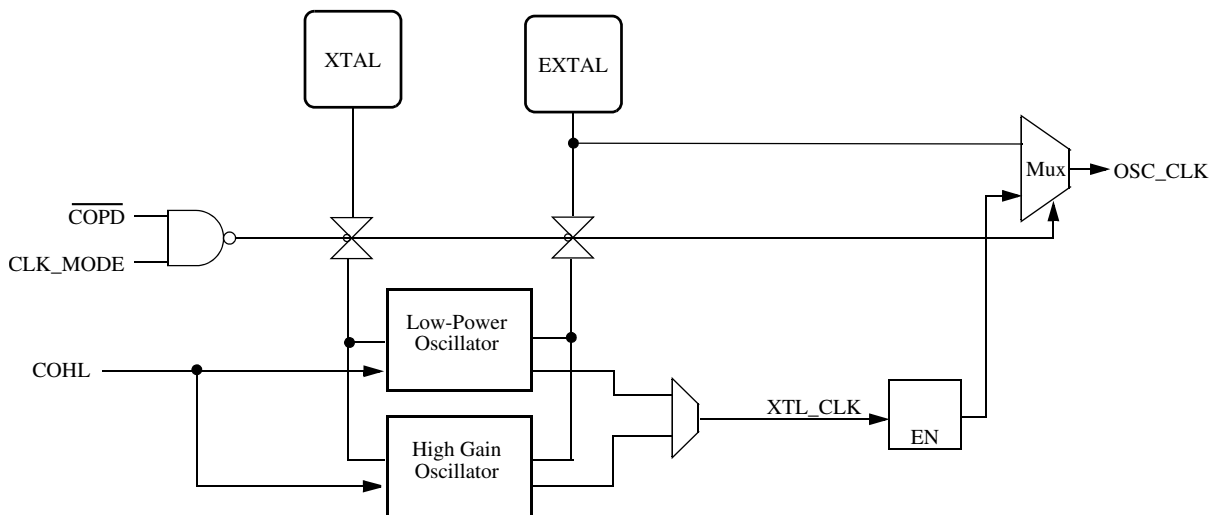 XTAL
EXTAL
Mux
OSC_CLK
COPD
CLK_MODE
Low-Power
Oscillator
COHL
XTL_CLK
EN
High Gain
Oscillator